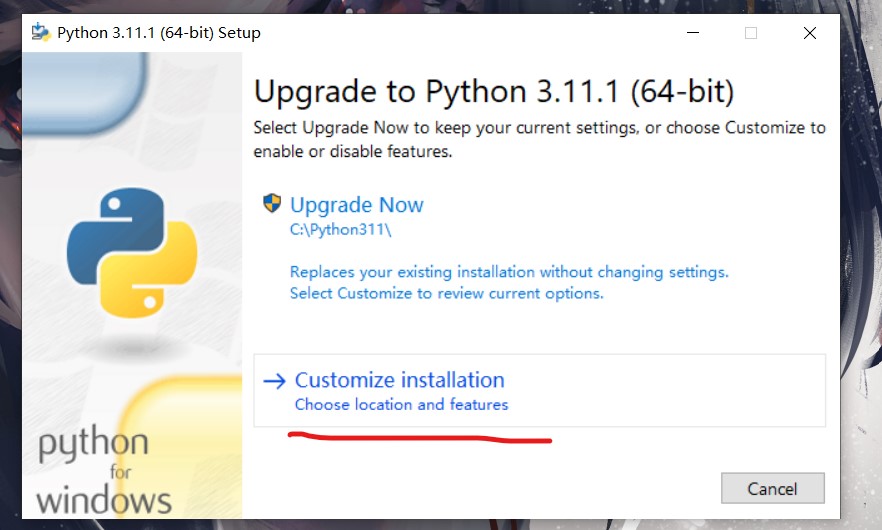 Python 3.11.1 (64-bit) Setup
Upgrade to Python 3.11.1 (64-bit)
Select Upgrade Now to keep your current settings, or choose Customize to
enable or disable features.
Upgrade Now
C:\Python311\
Replaces your existing installation without changing settings.
Select Customize to review current options.
Customize installation
Choose location and features
python
for
windows
Cancel